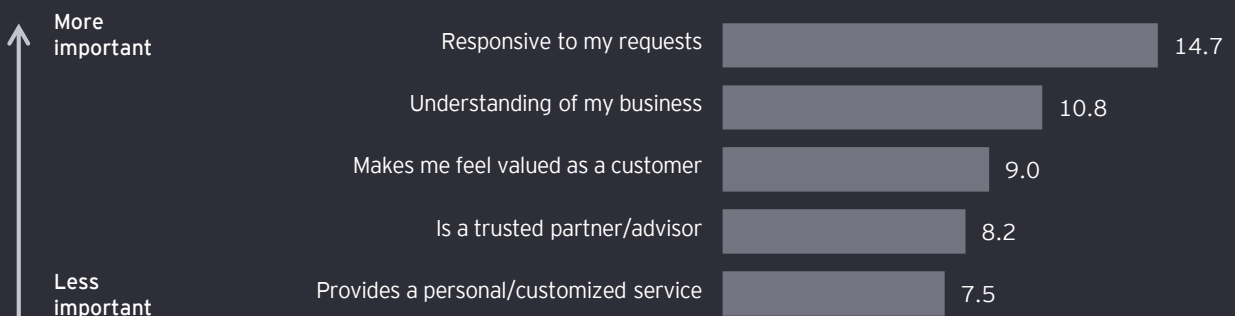 More
important
Responsive to my requests 14.7
Understanding of my business 10.8
Makes me feel valued as a customer 9.0
Is a trusted partner/advisor 8.2
Less
important
Provides a personal/customized service 7.5